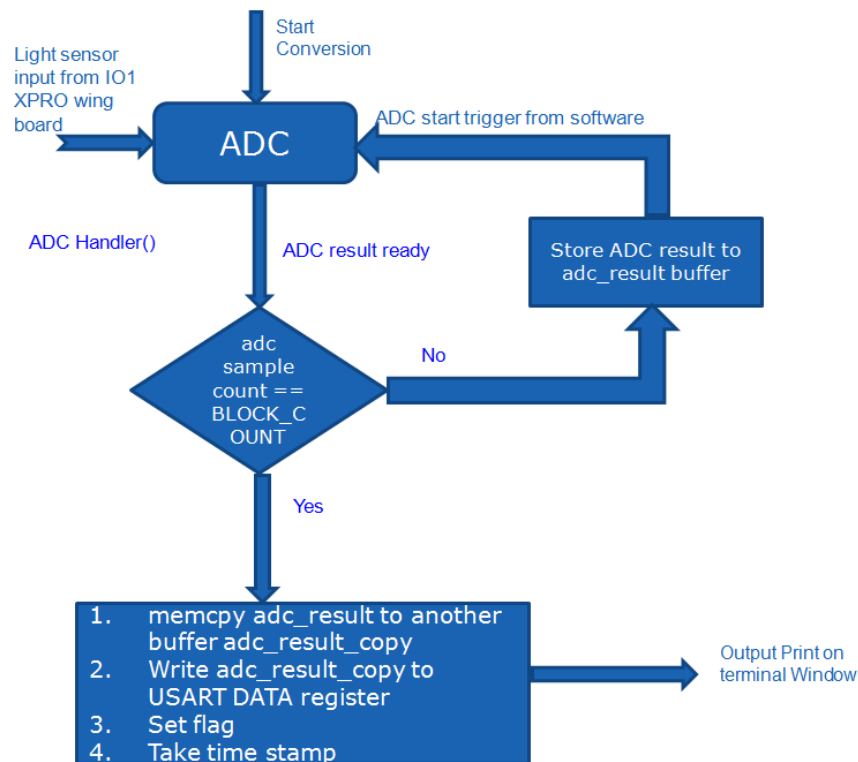 Start
Conversion
Light sensor
input from IO1
XPRO wing
board
ADC start trigger from software
ADC
ADC Handler()
ADC result ready
Store ADC result to
adc_result buffer
adc
sample
count ==
BLOCK_C
OUNT
No
Yes
1. memcpy adc_result to another
buffer adc_result_copy
2. Write adc_result_copy to
USART DATA register
3. Set flag
4. Take time stamp
Output Print on
terminal Window